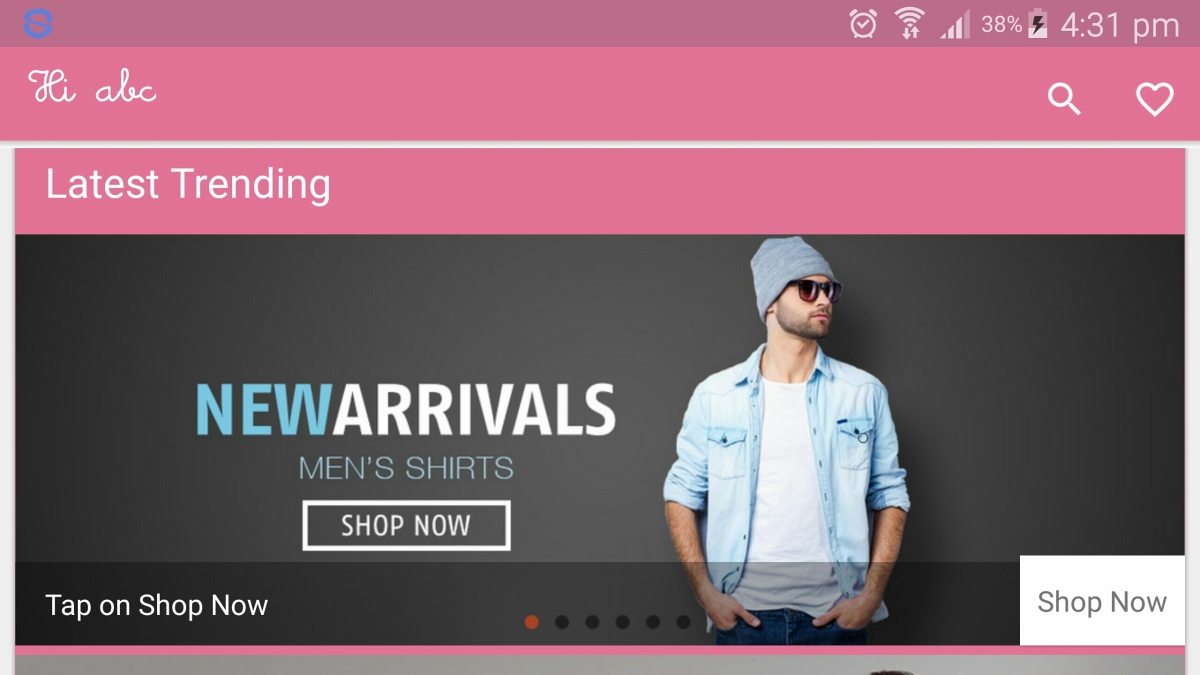 38% 4:31 pm
Hi abc
Latest Trending
NEWARRIVALS
MEN'S SHIRTS
SHOP NOW
Tap on Shop Now
Shop Now